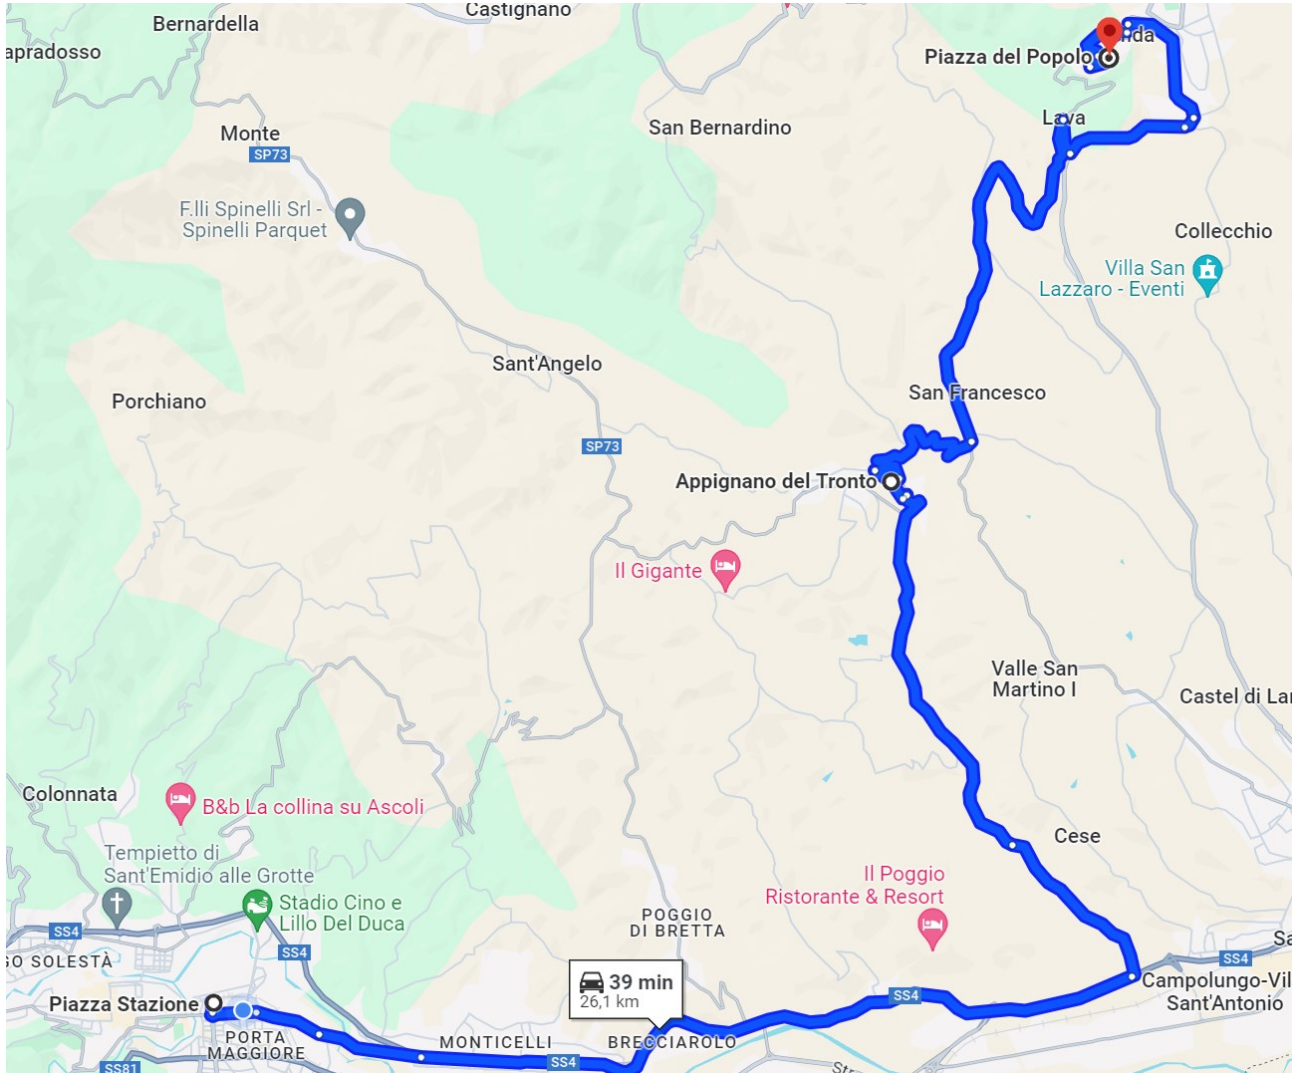 Castignano
Bernardella
apradosso
Piazza del Popolo
Lava
San Bernardino
Monte
SP73
F.lli Spinelli Srl -
Spinelli Parquet
Collecchio
Villa San
Lazzaro - Eventi
Sant'Angelo
San Francesco
Porchiano
SP73
Appignano del Tronto
Il Gigante
Valle San
Martino I
Castel di Lar
Colonnata
B&b La collina su Ascoli
Cese
Tempietto di
Sant'Emidio alle Grotte
Il Poggio
Ristorante & Resort
Stadio Cino e
Lillo Del Duca
POGGIO
DI BRETTA
SS4
SS4
GO SOLESTÀ
SS4
Sa
39 min
26,1 km
Campolungo-Vil
Sant'Antonio
SS4
Piazza Stazione
PORTA
MAGGIORE
MONTICELLI
BRECCIAROLO
SS4
SS81
Str